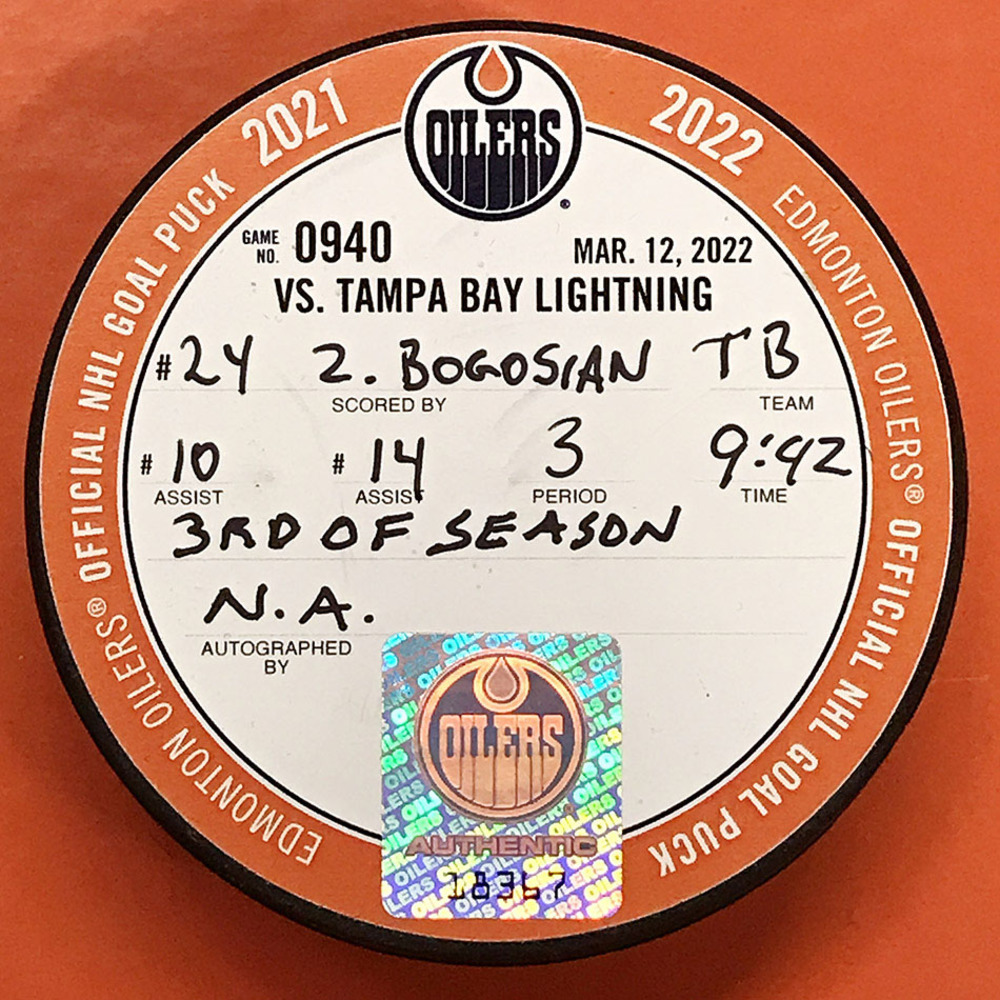 OILERS
EDMONTON OILERS® OFFICIAL NHL GOAL PUCK 2021
2022 EDMONTON OILERS® OFFICIAL NHL GOAL PUCK
GAME NO. 0940 MAR. 12, 2022
VS. TAMPA BAY LIGHTNING
#24 Z. BOGOSIAN TB
SCORED BY TEAM
# 10 # 14 3 9:42
ASSIST ASSIST PERIOD TIME
3RD OF SEASON
N.A.
AUTOGRAPHED
BY
OILERS
AUTHENTIC
18367